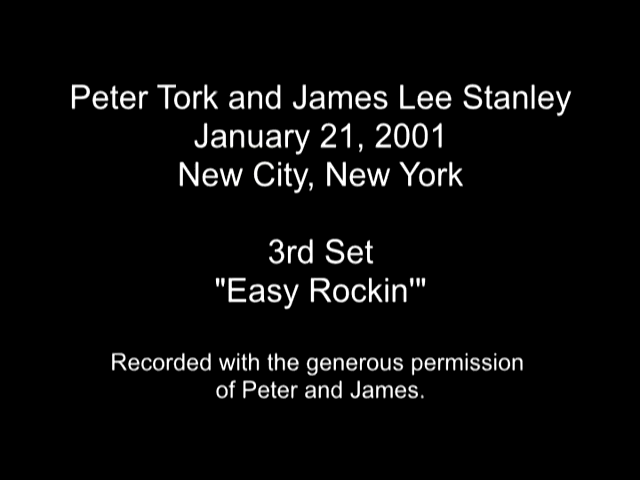 Peter Tork and James Lee Stanley
January 21, 2001
New City, New York
3rd Set
"Easy Rockin'"
Recorded with the generous permission
of Peter and James.